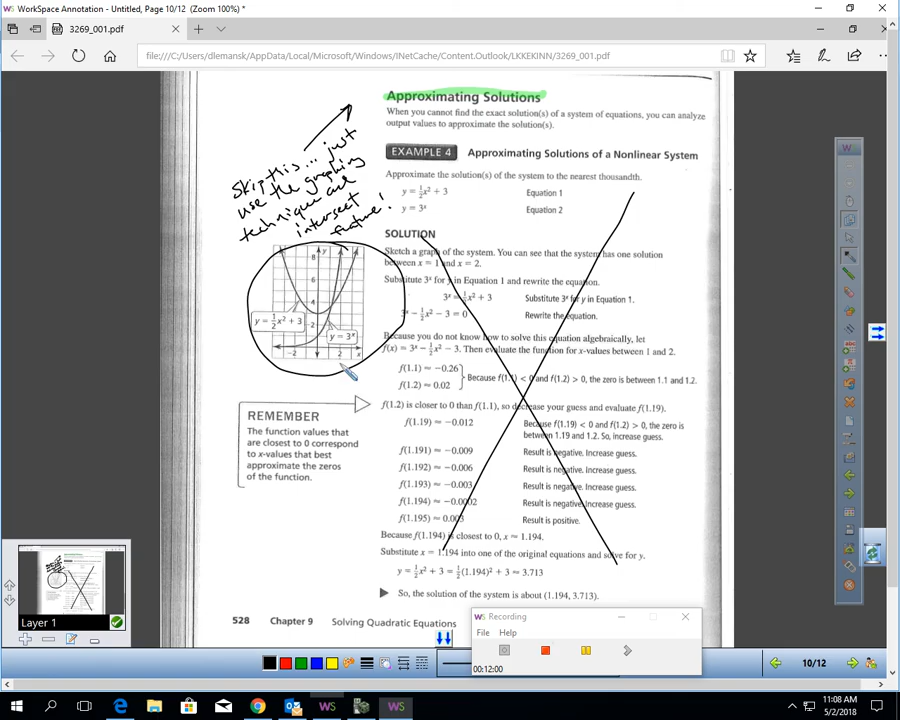 WorkSpace Annotation - Untitled, Page 10/12 (Zoom 100%) *
3269_001.pdf
file:///C:/Users/dlemansk/AppData/Local/Microsoft/Windows/INetCache/Content.Outlook/LKKEKINN/3269_001.pdf
Approximating Solutions
When you cannot find the exact solution(s) of a system of equations, you can analyze
output values to approximate the solution(s).
Skip this... just
use the graphing
technique and
intersect
feature!
EXAMPLE 4 Approximating Solutions of a Nonlinear System
Approximate the solution(s) of the system to the nearest thousandth.
y = ½x² + 3 Equation 1
y = 3ˣ Equation 2
SOLUTION
Sketch a graph of the system. You can see that the system has one solution
between x = 1 and x = 2.
Substitute 3ˣ for y in Equation 1 and rewrite the equation.
3ˣ = ½x² + 3 Substitute 3ˣ for y in Equation 1.
3ˣ − ½x² − 3 = 0 Rewrite the equation.
Because you do not know how to solve this equation algebraically, let
f(x) = 3ˣ − ½x² − 3. Then evaluate the function for x-values between 1 and 2.
f(1.1) ≈ −0.26
f(1.2) ≈ 0.02
Because f(1.1) < 0 and f(1.2) > 0, the zero is between 1.1 and 1.2.
f(1.2) is closer to 0 than f(1.1), so decrease your guess and evaluate f(1.19).
f(1.19) ≈ −0.012 Because f(1.19) < 0 and f(1.2) > 0, the zero is
between 1.19 and 1.2. So, increase guess.
f(1.191) ≈ −0.009 Result is negative. Increase guess.
f(1.192) ≈ −0.006 Result is negative. Increase guess.
f(1.193) ≈ −0.003 Result is negative. Increase guess.
f(1.194) ≈ −0.0002 Result is negative. Increase guess.
f(1.195) ≈ 0.003 Result is positive.
Because f(1.194) is closest to 0, x ≈ 1.194.
Substitute x = 1.194 into one of the original equations and solve for y.
y = ½x² + 3 = ½(1.194)² + 3 ≈ 3.713
So, the solution of the system is about (1.194, 3.713).
y
8
6
4
2
y = ½x² + 3
y = 3ˣ
−2 2 x
REMEMBER
The function values that
are closest to 0 correspond
to x-values that best
approximate the zeros
of the function.
528 Chapter 9 Solving Quadratic Equations
Layer 1
WS Recording
File Help
00:12:00
10/12
11:08 AM
5/2/2018